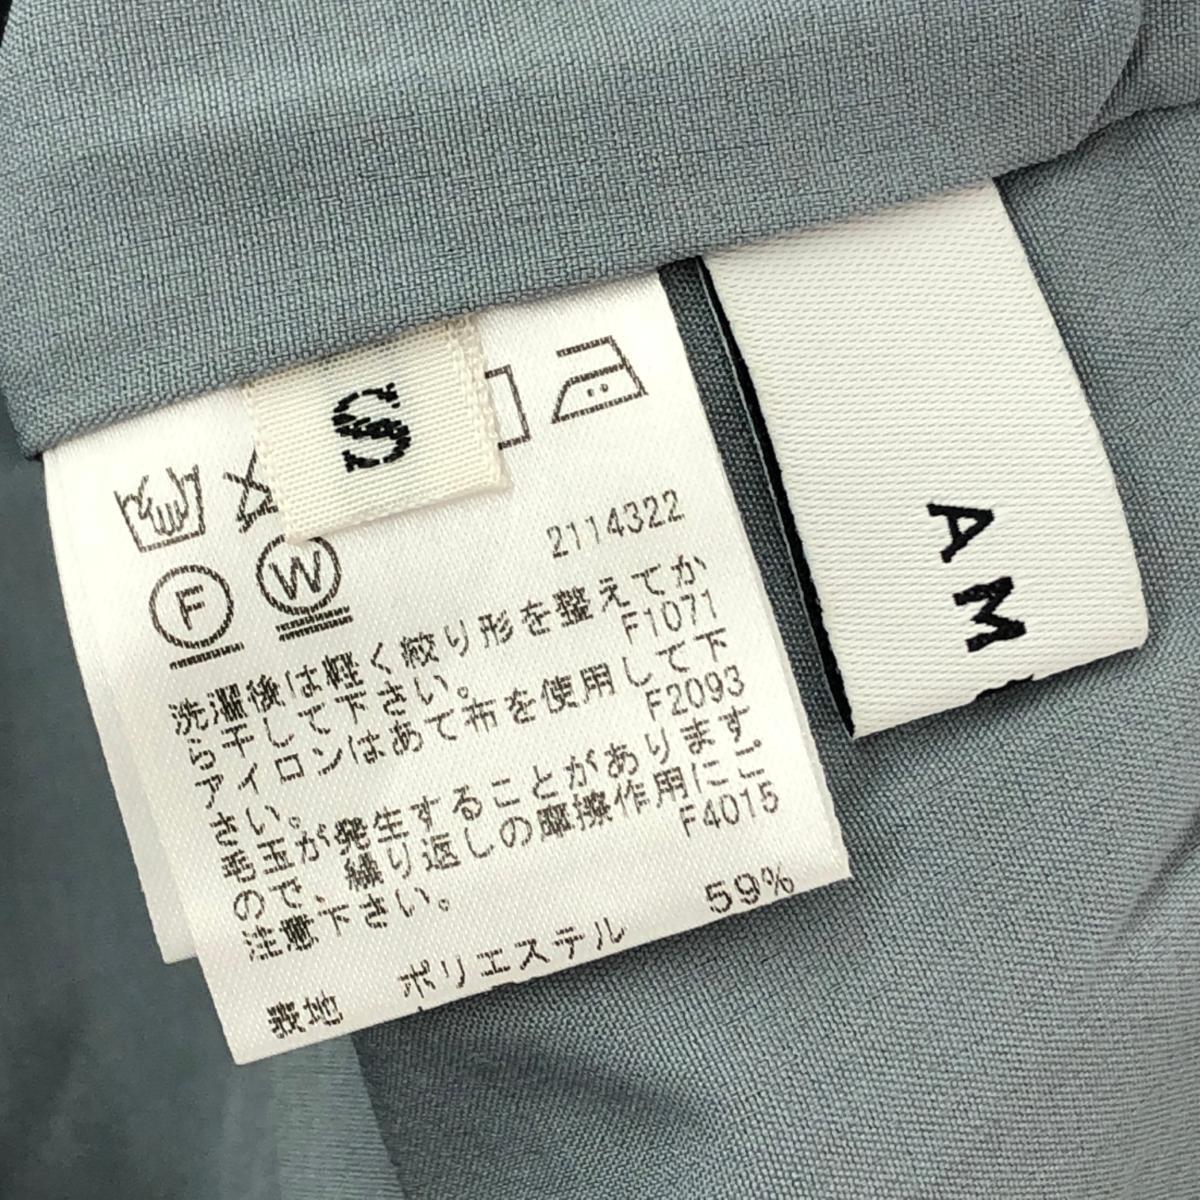 S
F
W
2114322
洗濯後は軽く絞り形を整えてか
ら干して下さい。
F1071
アイロンはあて布を使用して下
さい。
F2093
毛玉が発生することがあります
ので、繰り返しの摩擦作用にご
注意下さい。
F4015
表地 ポリエステル 59%
AM